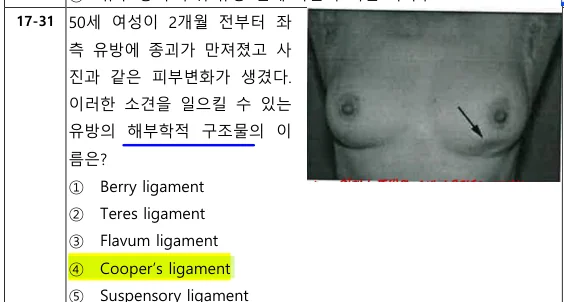 17-31
50세 여성이 2개월 전부터 좌
측 유방에 종괴가 만져졌고 사
진과 같은 피부변화가 생겼다.
이러한 소견을 일으킬 수 있는
유방의 해부학적 구조물의 이
름은?
① Berry ligament
② Teres ligament
③ Flavum ligament
④ Cooper's ligament
⑤ Suspensory ligament